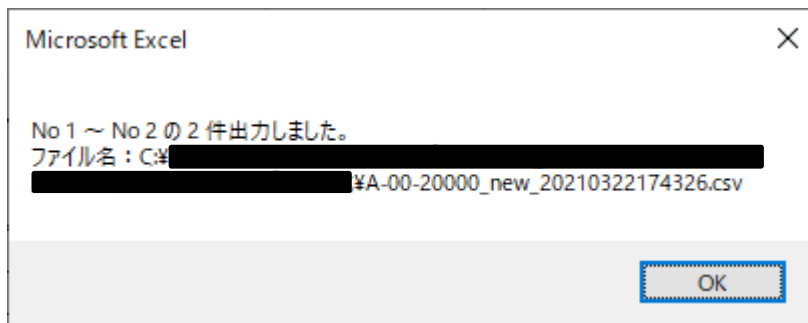 Microsoft Excel
No 1 ～ No 2 の 2 件出力しました。
ファイル名：C:¥
¥A-00-20000_new_20210322174326.csv
OK